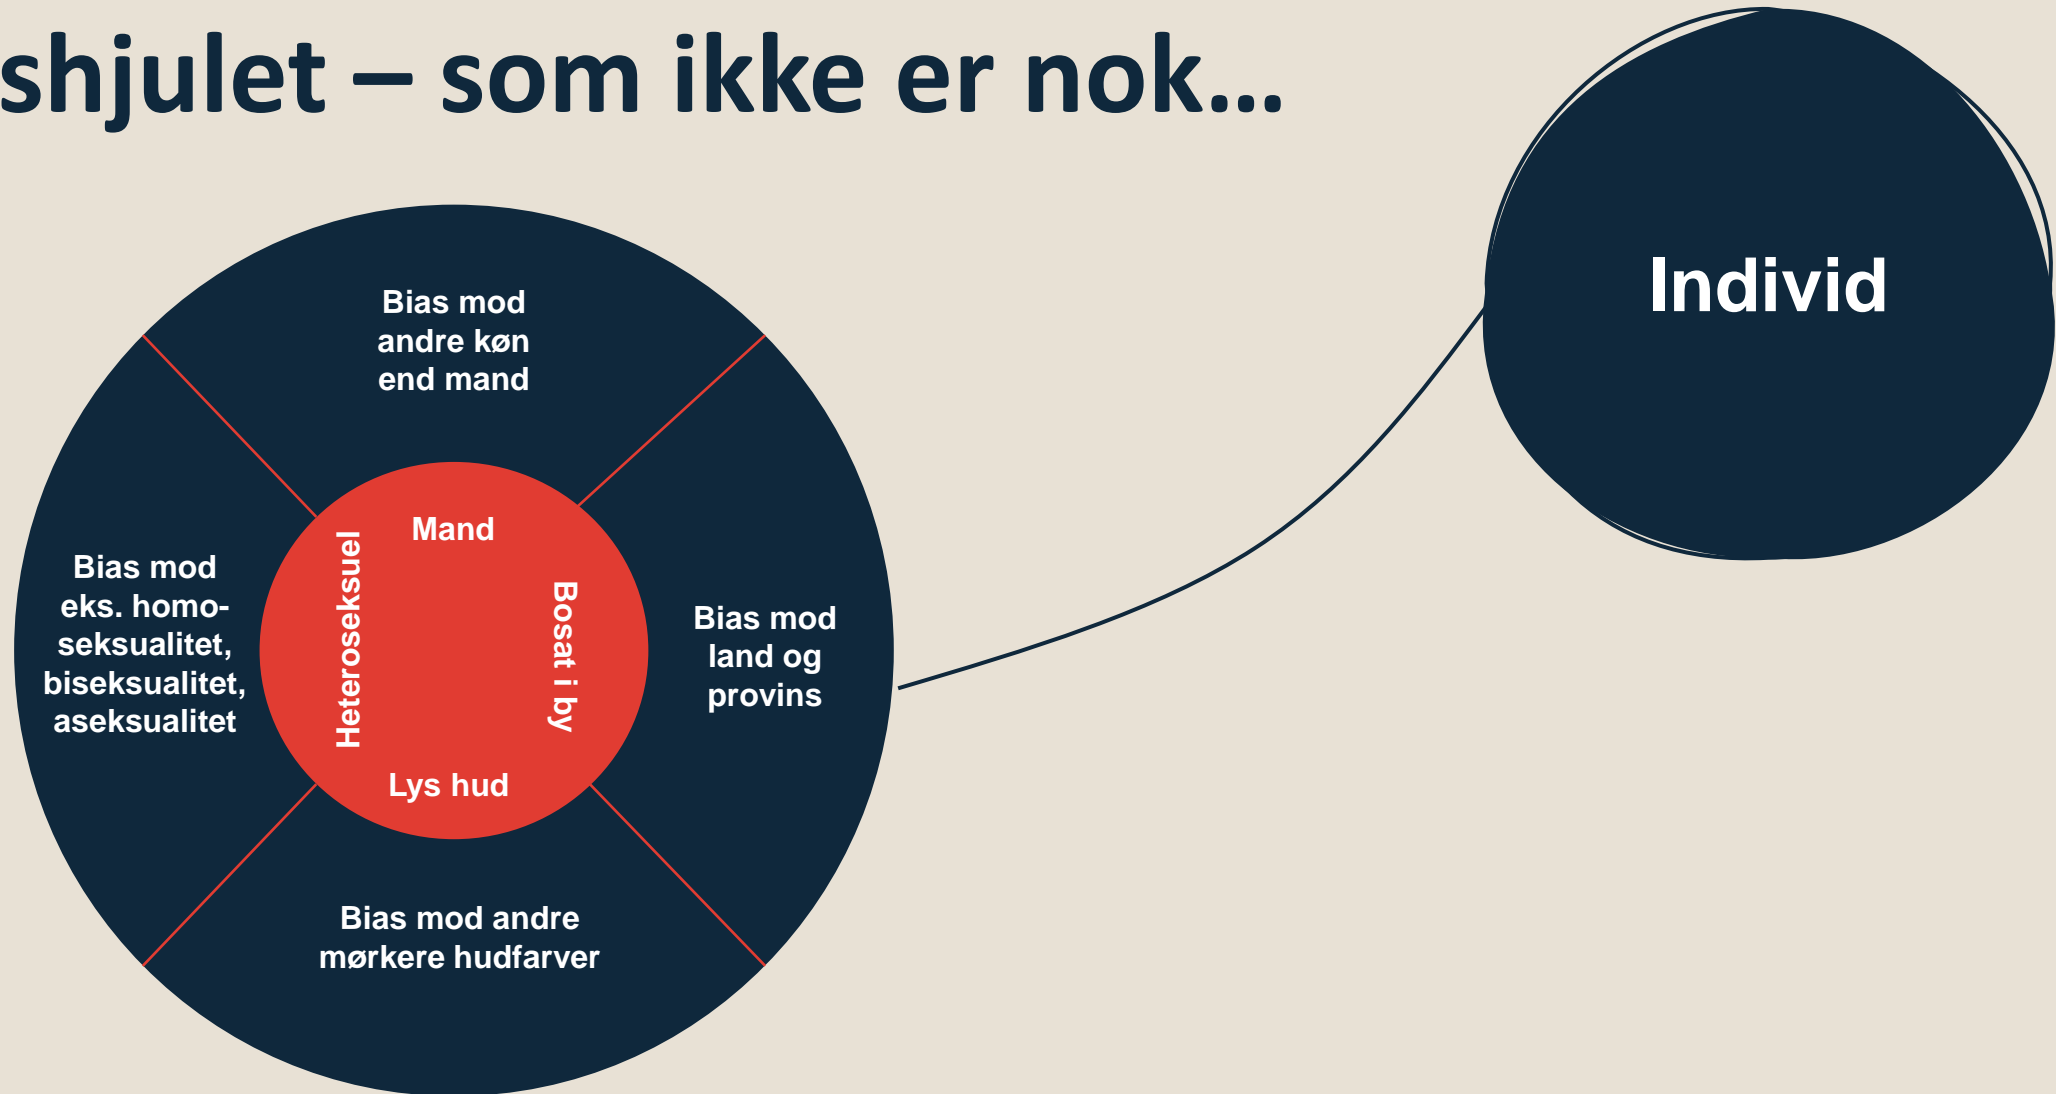 shjulet – som ikke er nok...
Individ
Bias mod
andre køn
end mand
Mand
Heteroseksuel
Bosat i by
Lys hud
Bias mod
eks. homo-
seksualitet,
biseksualitet,
aseksualitet
Bias mod
land og
provins
Bias mod andre
mørkere hudfarver